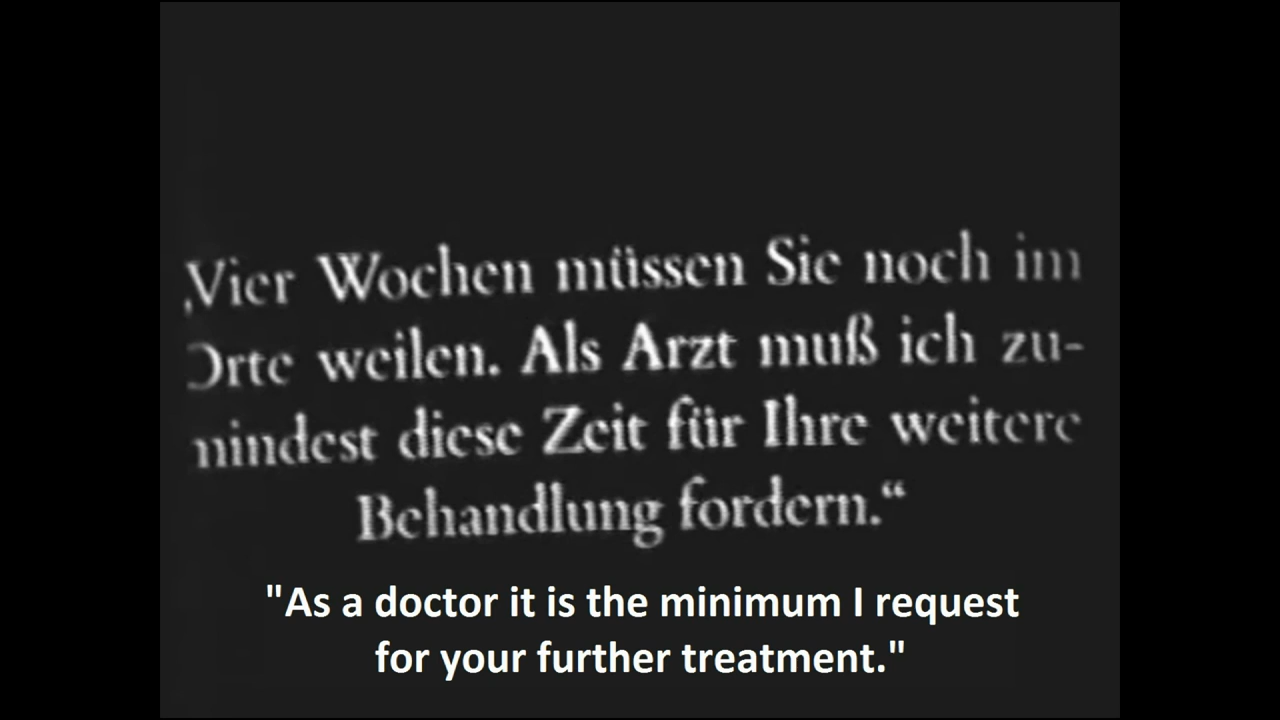 „Vier Wochen müssen Sie noch im
Orte weilen. Als Arzt muß ich zu-
mindest diese Zeit für Ihre weitere
Behandlung fordern.“
"As a doctor it is the minimum I request
for your further treatment."